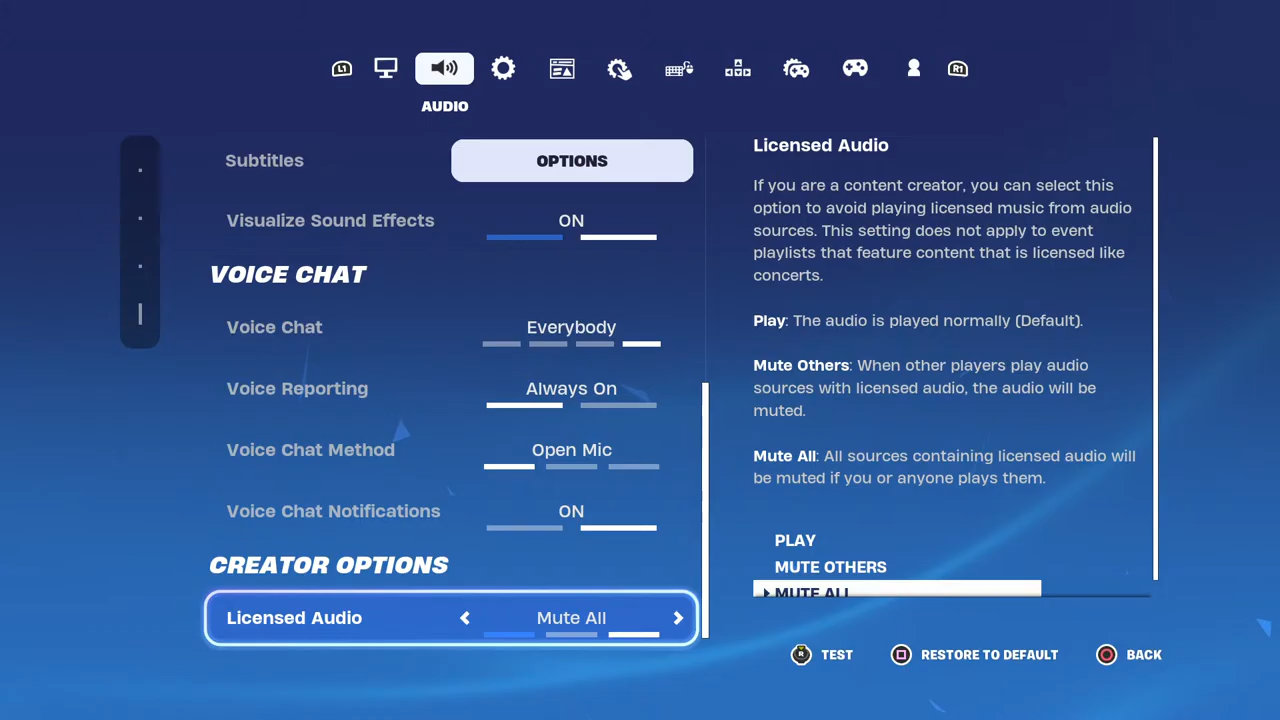 L1
R1
AUDIO
Subtitles
OPTIONS
Visualize Sound Effects
ON
VOICE CHAT
Voice Chat
Everybody
Voice Reporting
Always On
Voice Chat Method
Open Mic
Voice Chat Notifications
ON
CREATOR OPTIONS
Licensed Audio
Mute All
Licensed Audio
If you are a content creator, you can select this
option to avoid playing licensed music from audio
sources. This setting does not apply to event
playlists that feature content that is licensed like
concerts.
Play: The audio is played normally (Default).
Mute Others: When other players play audio
sources with licensed audio, the audio will be
muted.
Mute All: All sources containing licensed audio will
be muted if you or anyone plays them.
PLAY
MUTE OTHERS
MUTE ALL
R TEST
RESTORE TO DEFAULT
BACK